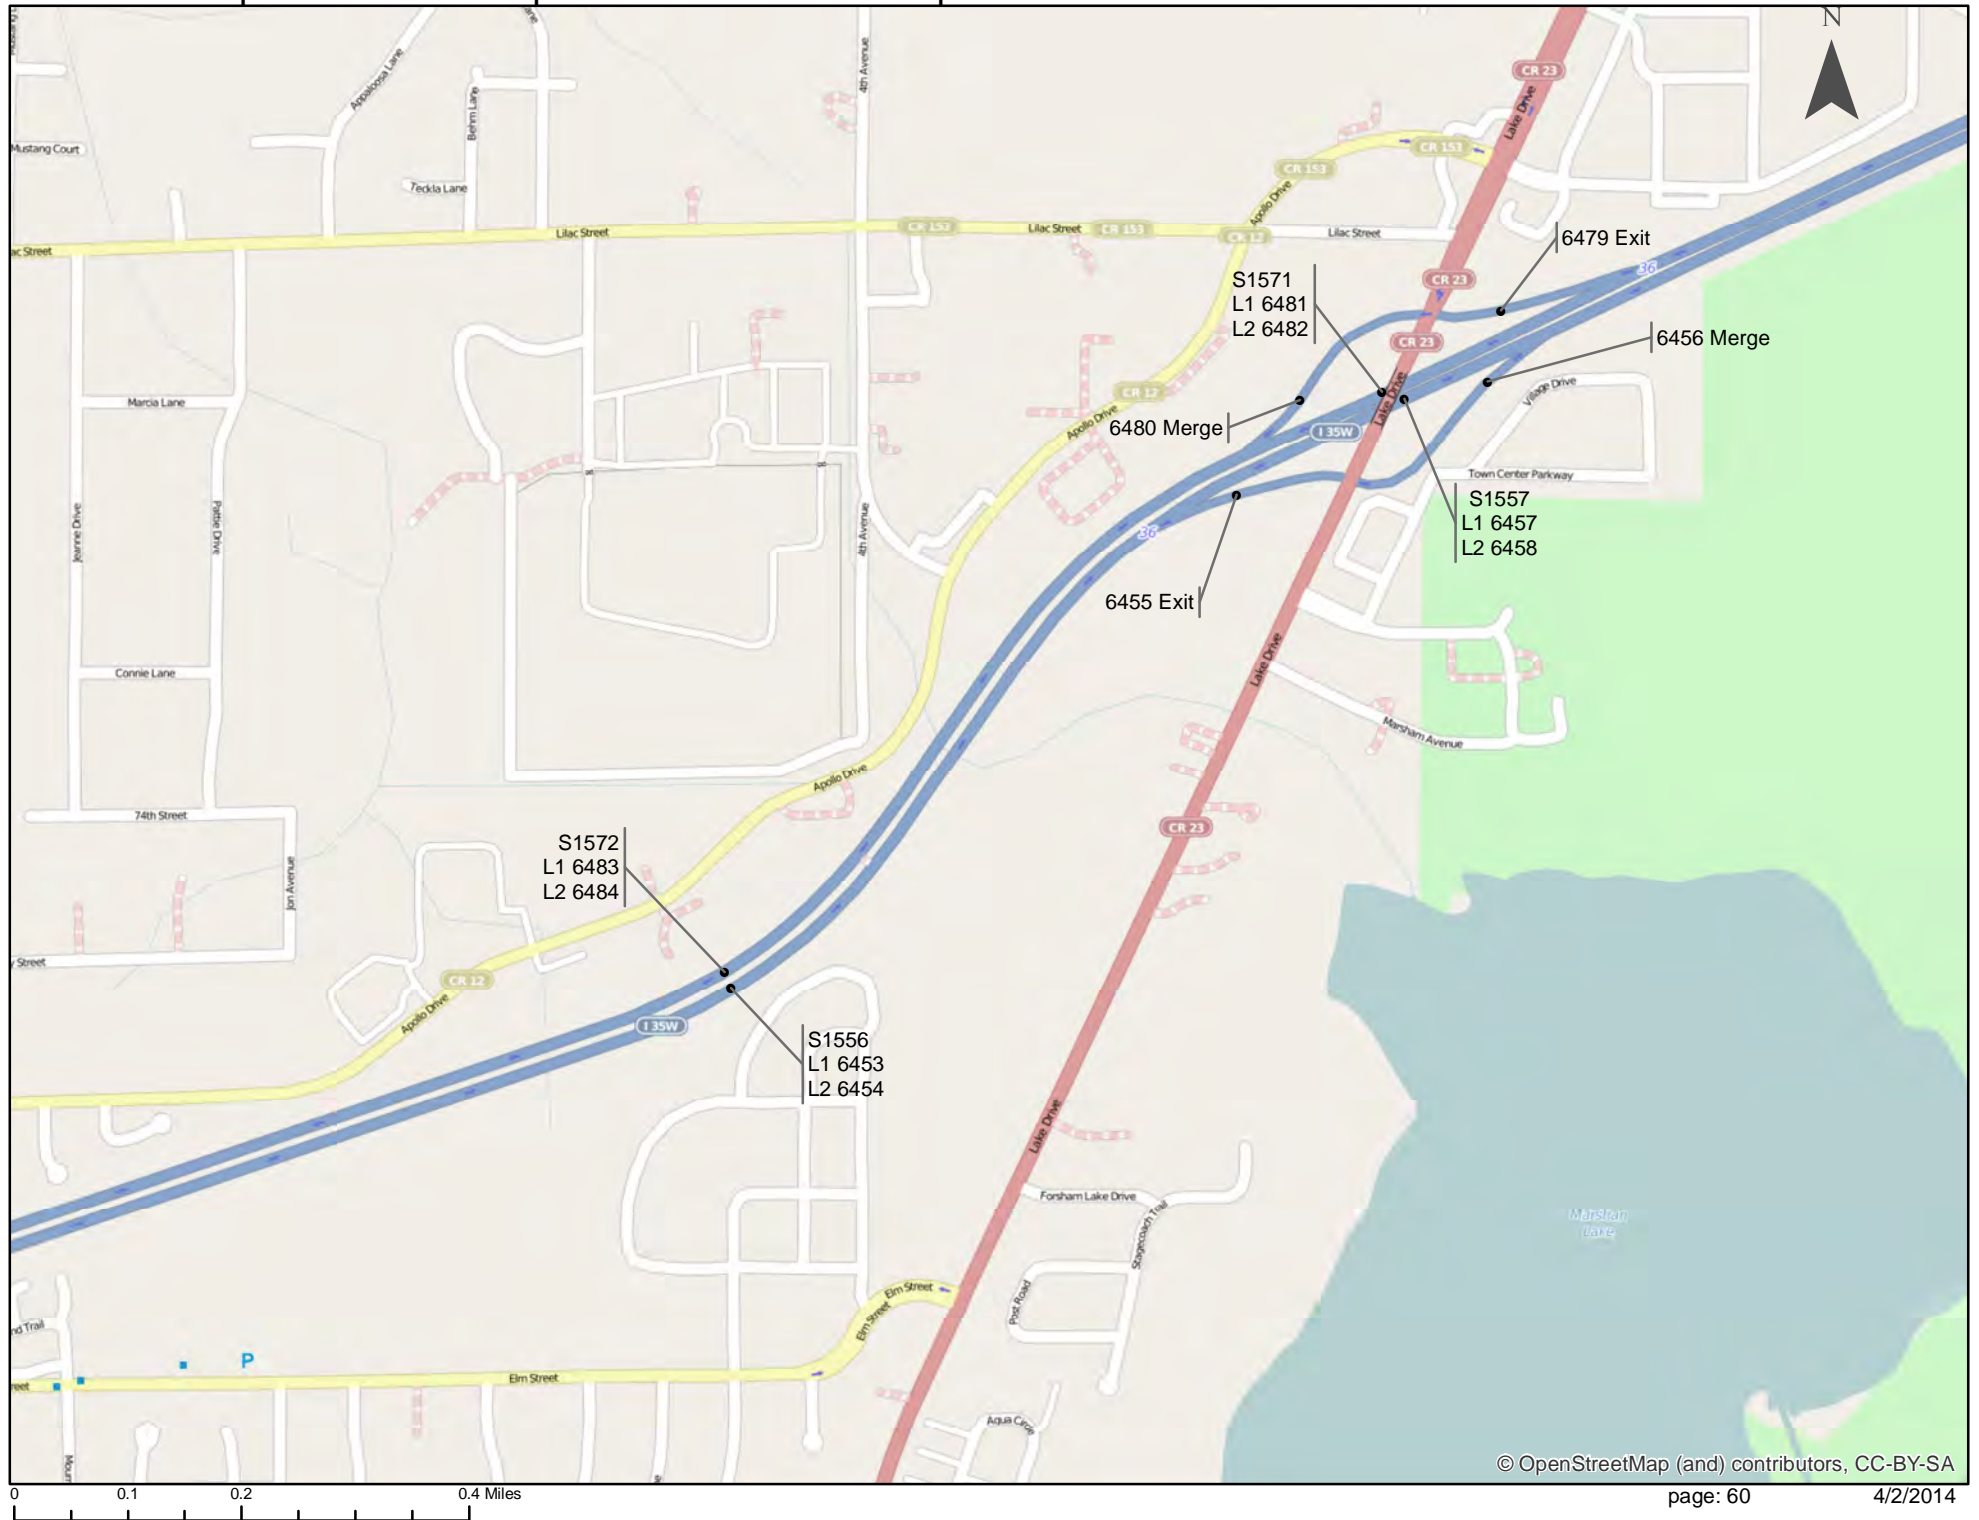 N
CR 23
Lake Drive
4th Avenue
Appaloosa Lane
Behm Lane
Mustang Court
Teckla Lane
CR 153
CR 153
Apollo Drive
Lilac Street
CR 153
Lilac Street
CR 153
CR 12
Lilac Street
6479 Exit
36
CR 23
S1571
L1 6481
L2 6482
CR 23
6456 Merge
Village Drive
Lake Drive
CR 12
Apollo Drive
6480 Merge
I 35W
Marcia Lane
Town Center Parkway
S1557
L1 6457
L2 6458
Jeanne Drive
Pattie Drive
4th Avenue
36
6455 Exit
Lake Drive
Connie Lane
Marsham Avenue
Apollo Drive
74th Street
CR 23
S1572
L1 6483
L2 6484
Jon Avenue
Street
CR 12
Apollo Drive
I 35W
S1556
L1 6453
L2 6454
Lake Drive
Forsham Lake Drive
Stagecoach Trail
Marshan
Lake
Post Road
Elm Street
Elm Street
nd Trail
P
reet
Elm Street
Aqua Circle
Mourn
© OpenStreetMap (and) contributors, CC-BY-SA
0 0.1 0.2 0.4 Miles
page: 60 4/2/2014